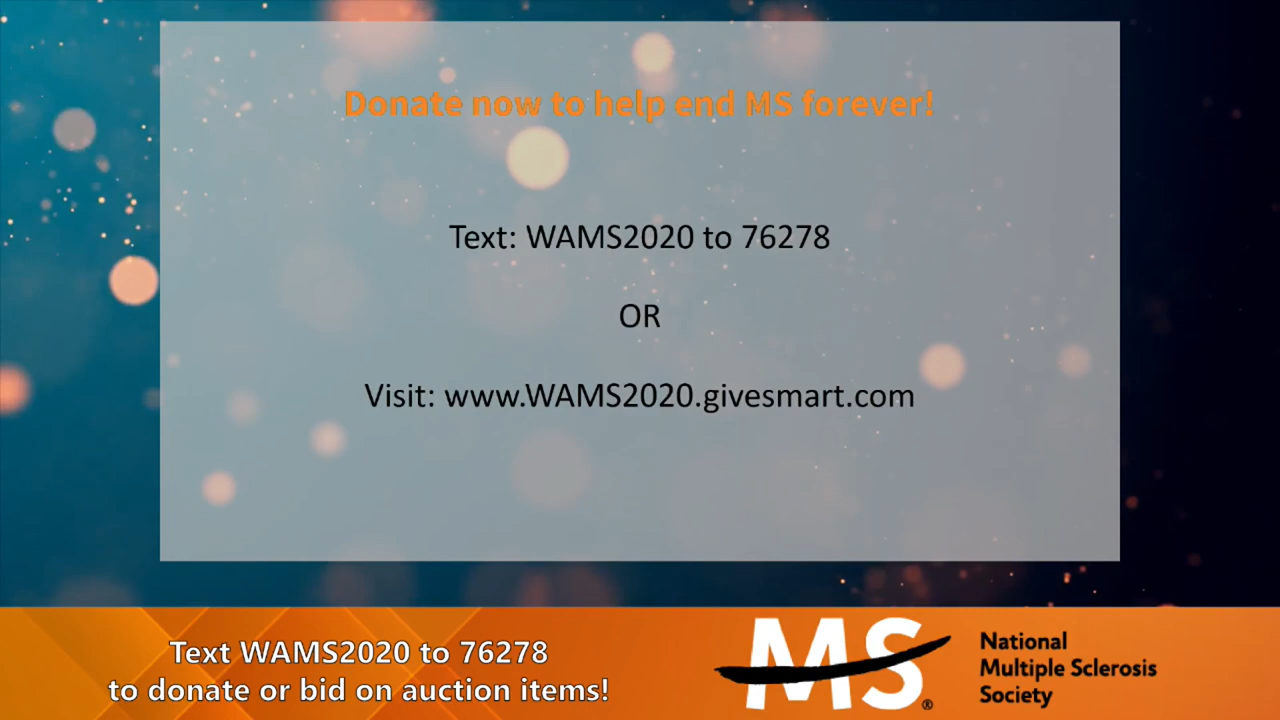 Donate now to help end MS forever!
Text: WAMS2020 to 76278
OR
Visit: www.WAMS2020.givesmart.com
Text WAMS2020 to 76278
to donate or bid on auction items!
MS®
National
Multiple Sclerosis
Society